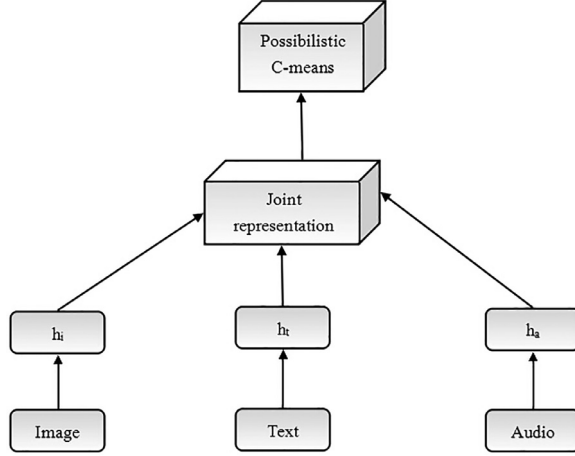 Possibilistic
C-means
Joint
representation
hᵢ
hₜ
hₐ
Image
Text
Audio